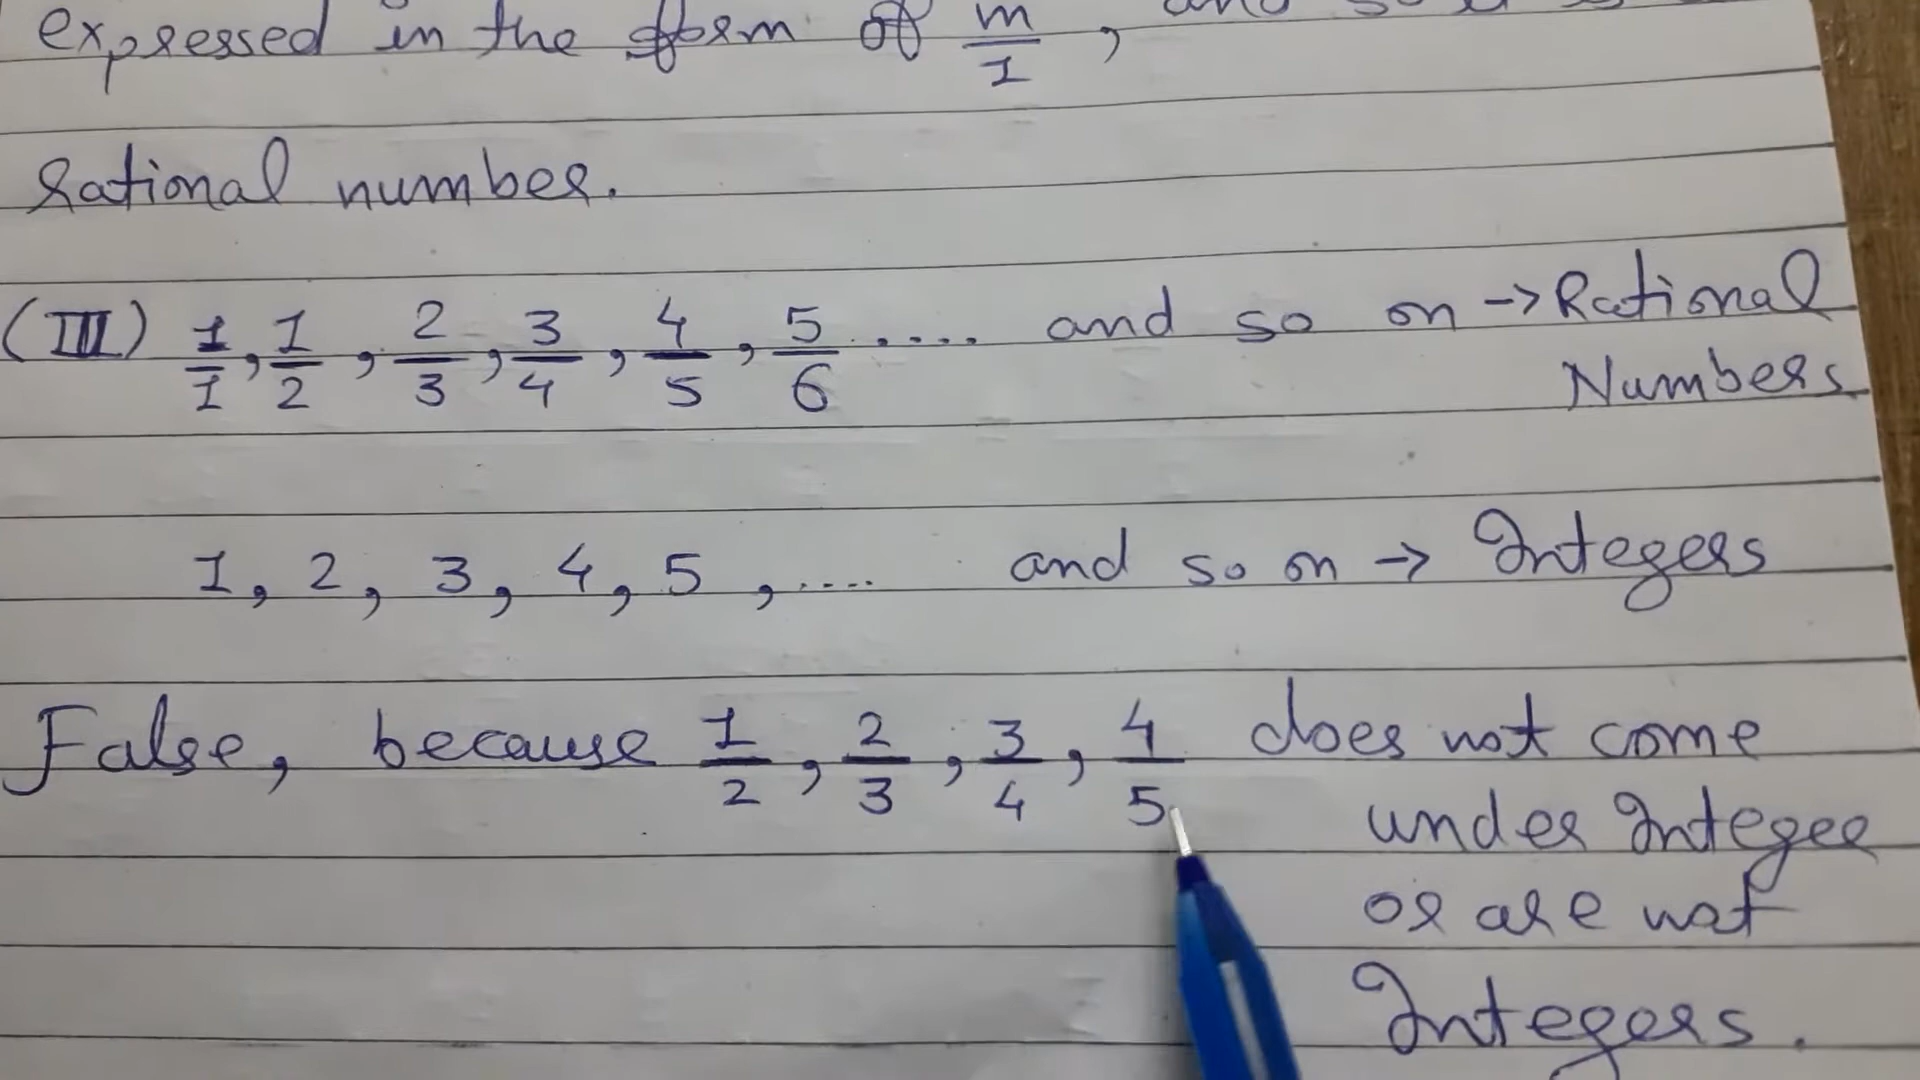 expressed in the form of m/1 ,
Rational number.
(III) 1/1, 1/2, 2/3, 3/4, 4/5, 5/6 .... and so on -> Rational
Numbers
1, 2, 3, 4, 5, .... and so on -> Integers
False, because 1/2, 2/3, 3/4, 4/5 does not come
under Integer
or are not
Integers.